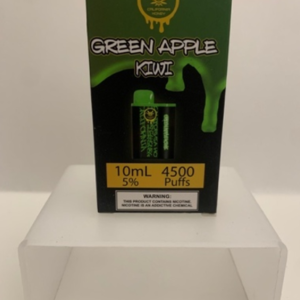 GREEN APPLE
KIWI
10mL 4500
5% Puffs
WARNING:
THIS PRODUCT CONTAINS NICOTINE.
NICOTINE IS AN ADDICTIVE CHEMICAL.